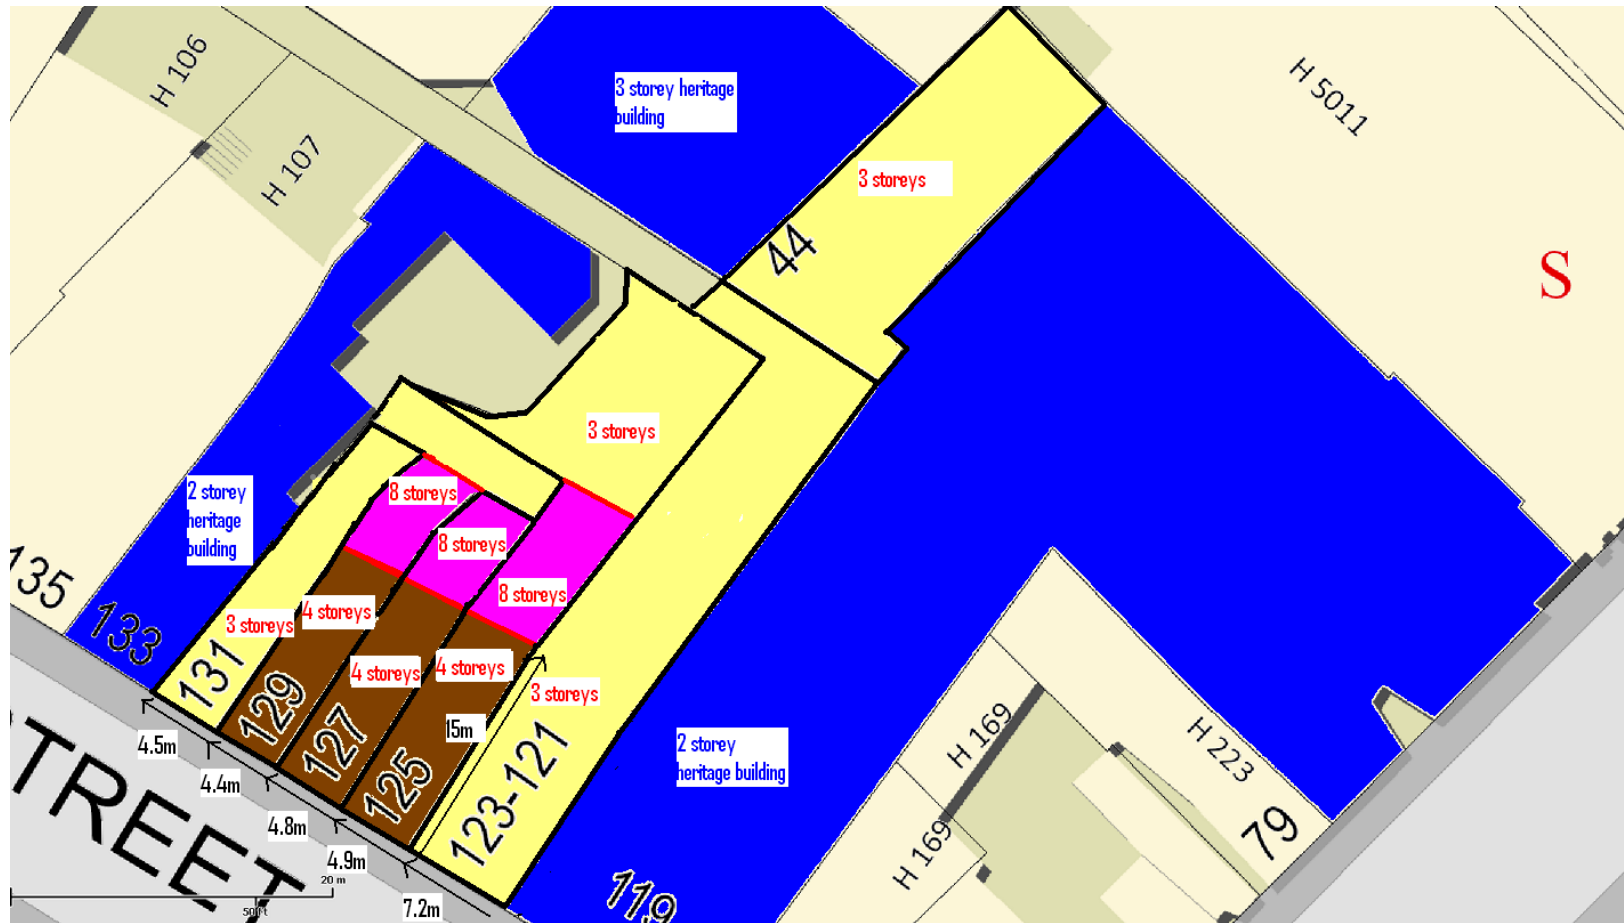 H 106
H 107
3 storey heritage
building
H 5011
3 storeys
44
S
3 storeys
2 storey
heritage
building
8 storeys
8 storeys
8 storeys
135
133
3 storeys
4 storeys
4 storeys
4 storeys
3 storeys
131
129
127
125
123-121
15m
4.5m
4.4m
4.8m
4.9m
7.2m
2 storey
heritage building
H 169
H 223
H 169
79
119
TREET
20 m
50 ft